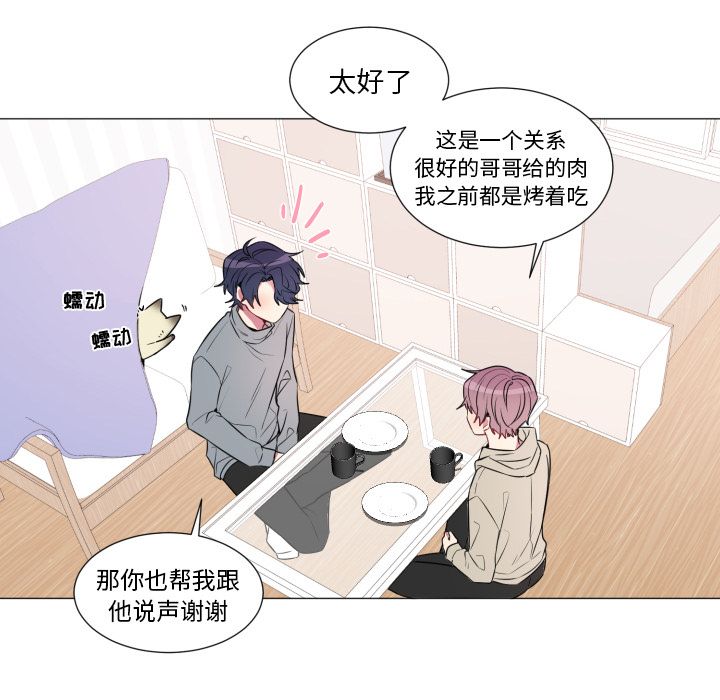 太好了
这是一个关系
很好的哥哥给的肉
我之前都是烤着吃
蠕动
蠕动
那你也帮我跟
他说声谢谢